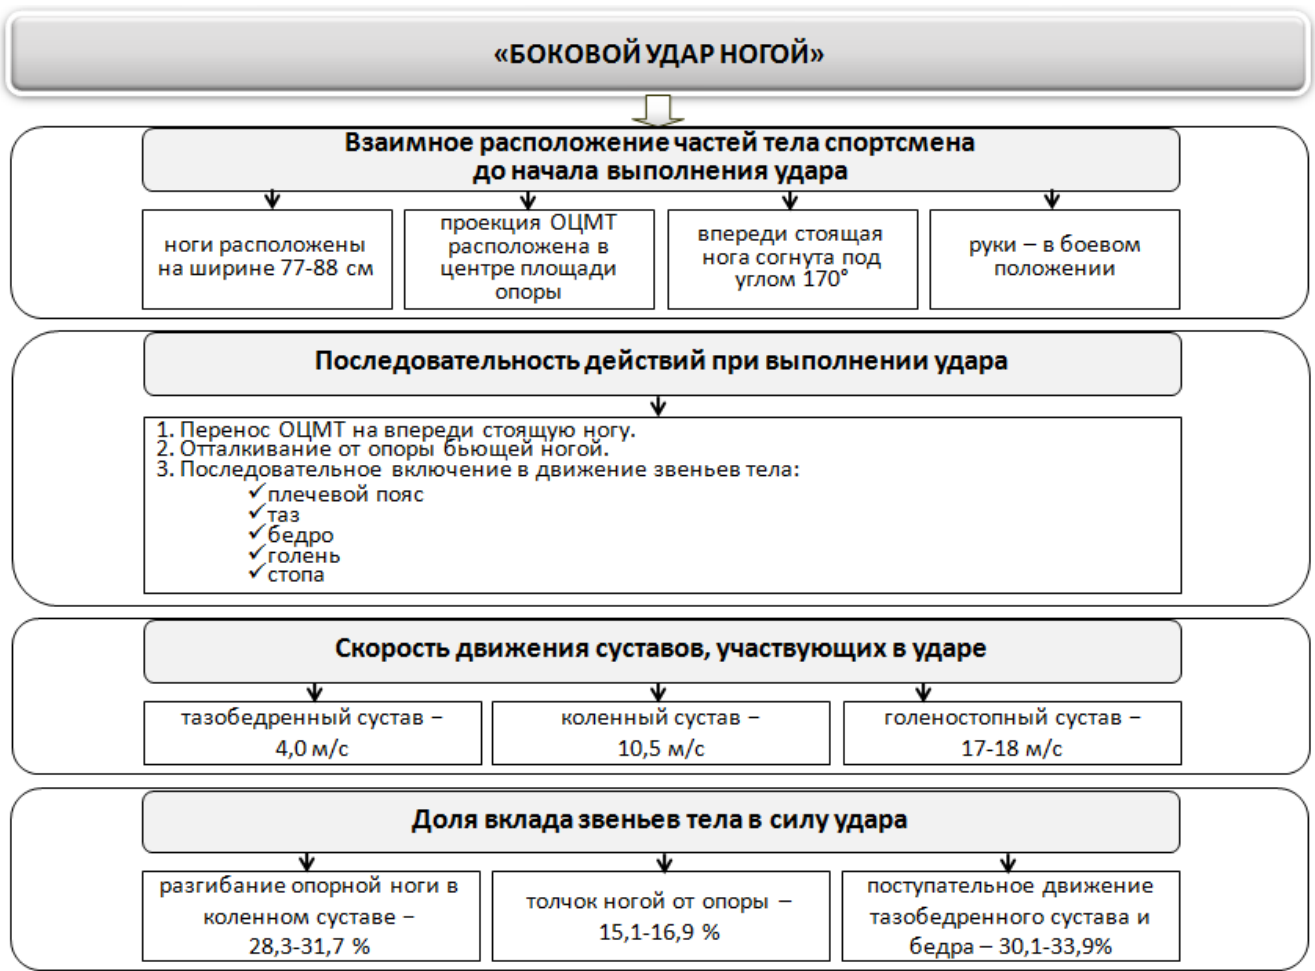 «БОКОВОЙ УДАР НОГОЙ»
Взаимное расположение частей тела спортсмена
до начала выполнения удара
ноги расположены
на ширине 77-88 см
проекция ОЦМТ
расположена в
центре площади
опоры
впереди стоящая
нога согнута под
углом 170°
руки – в боевом
положении
Последовательность действий при выполнении удара
1. Перенос ОЦМТ на впереди стоящую ногу.
2. Отталкивание от опоры бьющей ногой.
3. Последовательное включение в движение звеньев тела:
✓плечевой пояс
✓таз
✓бедро
✓голень
✓стопа
Скорость движения суставов, участвующих в ударе
тазобедренный сустав –
4,0 м/с
коленный сустав –
10,5 м/с
голеностопный сустав –
17-18 м/с
Доля вклада звеньев тела в силу удара
разгибание опорной ноги в
коленном суставе –
28,3-31,7 %
толчок ногой от опоры –
15,1-16,9 %
поступательное движение
тазобедренного сустава и
бедра – 30,1-33,9%